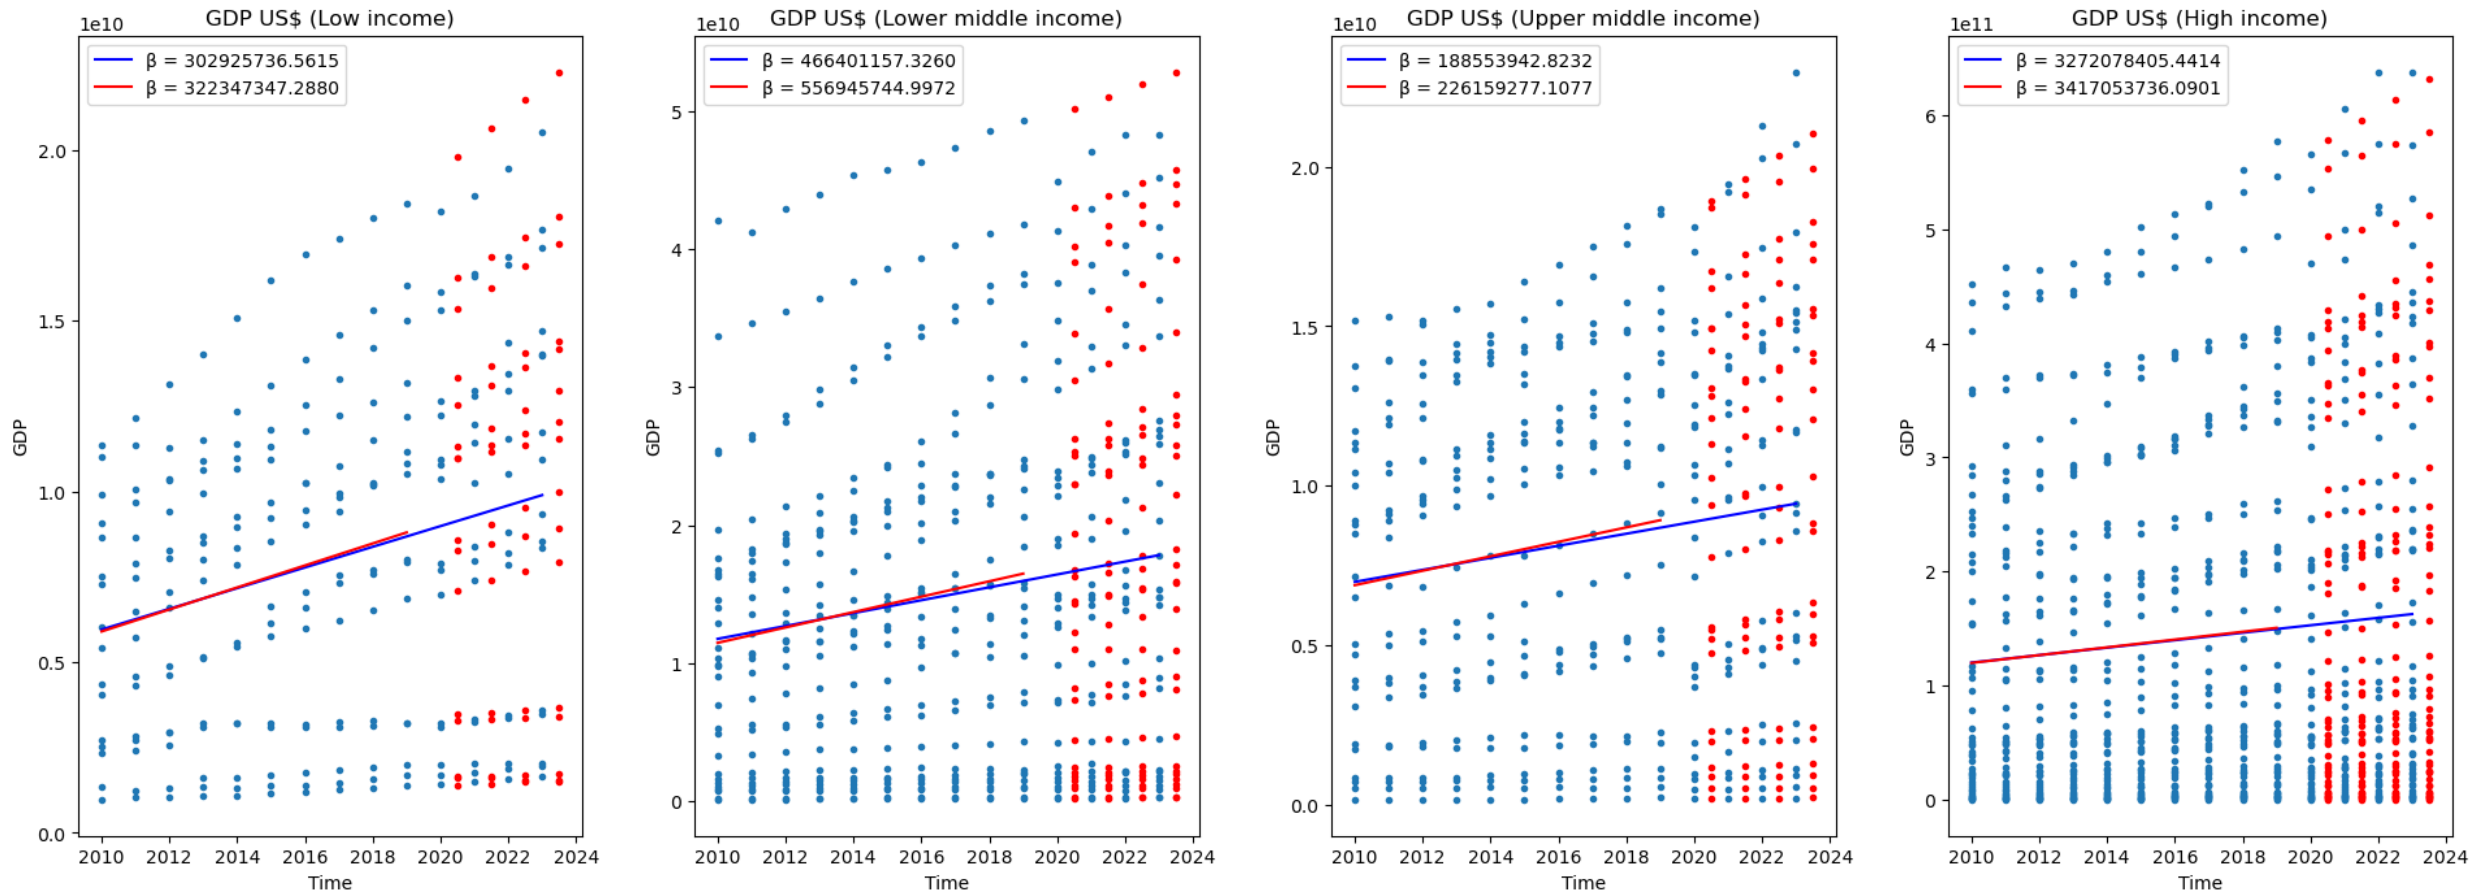 GDP US$ (Low income)
1e10
β = 302925736.5615
β = 322347347.2880
2.0
1.5
1.0
0.5
0.0
GDP
2010 2012 2014 2016 2018 2020 2022 2024
Time
GDP US$ (Lower middle income)
1e10
β = 466401157.3260
β = 556945744.9972
5
4
3
2
1
0
GDP
2010 2012 2014 2016 2018 2020 2022 2024
Time
GDP US$ (Upper middle income)
1e10
β = 188553942.8232
β = 226159277.1077
2.0
1.5
1.0
0.5
0.0
GDP
2010 2012 2014 2016 2018 2020 2022 2024
Time
GDP US$ (High income)
1e11
β = 3272078405.4414
β = 3417053736.0901
6
5
4
3
2
1
0
GDP
2010 2012 2014 2016 2018 2020 2022 2024
Time